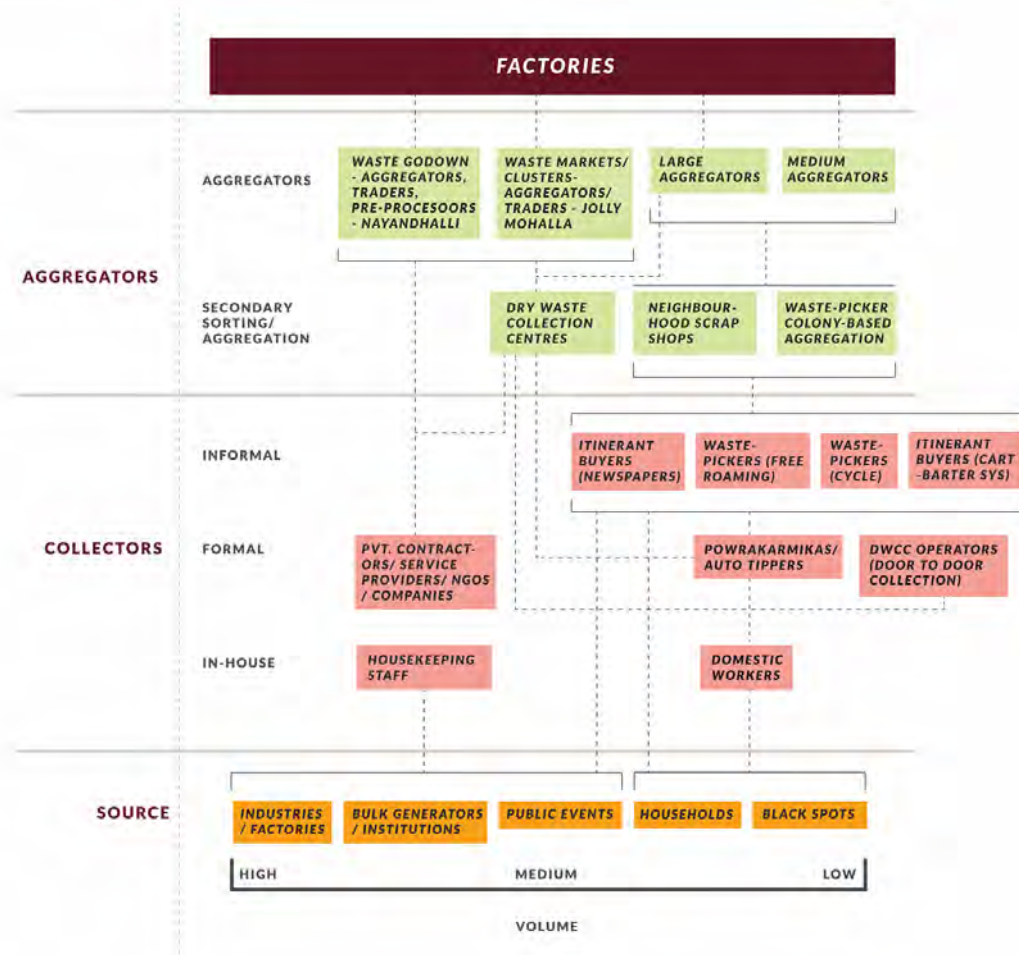 FACTORIES
AGGREGATORS
AGGREGATORS
WASTE GODOWN
- AGGREGATORS,
TRADERS,
PRE-PROCESOORS
- NAYANDHALLI
WASTE MARKETS/
CLUSTERS-
AGGREGATORS/
TRADERS - JOLLY
MOHALLA
LARGE
AGGREGATORS
MEDIUM
AGGREGATORS
SECONDARY
SORTING/
AGGREGATION
DRY WASTE
COLLECTION
CENTRES
NEIGHBOUR-
HOOD SCRAP
SHOPS
WASTE-PICKER
COLONY-BASED
AGGREGATION
COLLECTORS
INFORMAL
ITINERANT
BUYERS
(NEWSPAPERS)
WASTE-
PICKERS (FREE
ROAMING)
WASTE-
PICKERS
(CYCLE)
ITINERANT
BUYERS (CART
-BARTER SYS)
FORMAL
PVT. CONTRACT-
ORS/ SERVICE
PROVIDERS/ NGOS
/ COMPANIES
POWRAKARMIKAS/
AUTO TIPPERS
DWCC OPERATORS
(DOOR TO DOOR
COLLECTION)
IN-HOUSE
HOUSEKEEPING
STAFF
DOMESTIC
WORKERS
SOURCE
INDUSTRIES
/ FACTORIES
BULK GENERATORS
/ INSTITUTIONS
PUBLIC EVENTS
HOUSEHOLDS
BLACK SPOTS
HIGH
MEDIUM
LOW
VOLUME